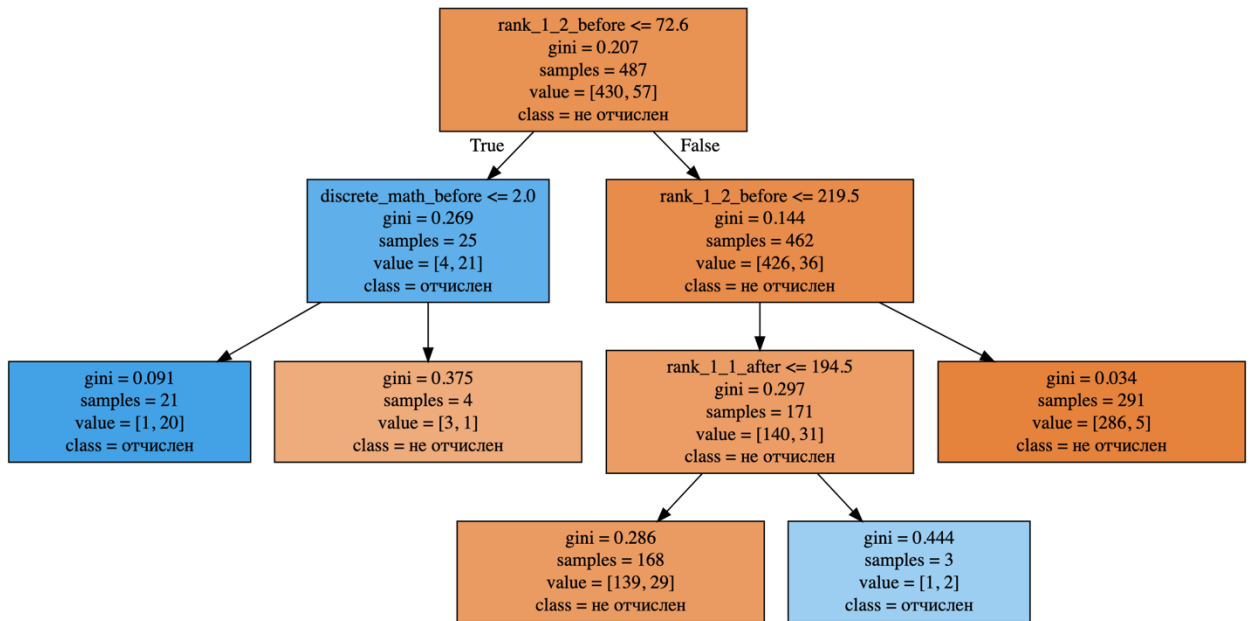 rank_1_2_before <= 72.6
gini = 0.207
samples = 487
value = [430, 57]
class = не отчислен
True
False
discrete_math_before <= 2.0
gini = 0.269
samples = 25
value = [4, 21]
class = отчислен
rank_1_2_before <= 219.5
gini = 0.144
samples = 462
value = [426, 36]
class = не отчислен
gini = 0.091
samples = 21
value = [1, 20]
class = отчислен
gini = 0.375
samples = 4
value = [3, 1]
class = не отчислен
rank_1_1_after <= 194.5
gini = 0.297
samples = 171
value = [140, 31]
class = не отчислен
gini = 0.034
samples = 291
value = [286, 5]
class = не отчислен
gini = 0.286
samples = 168
value = [139, 29]
class = не отчислен
gini = 0.444
samples = 3
value = [1, 2]
class = отчислен